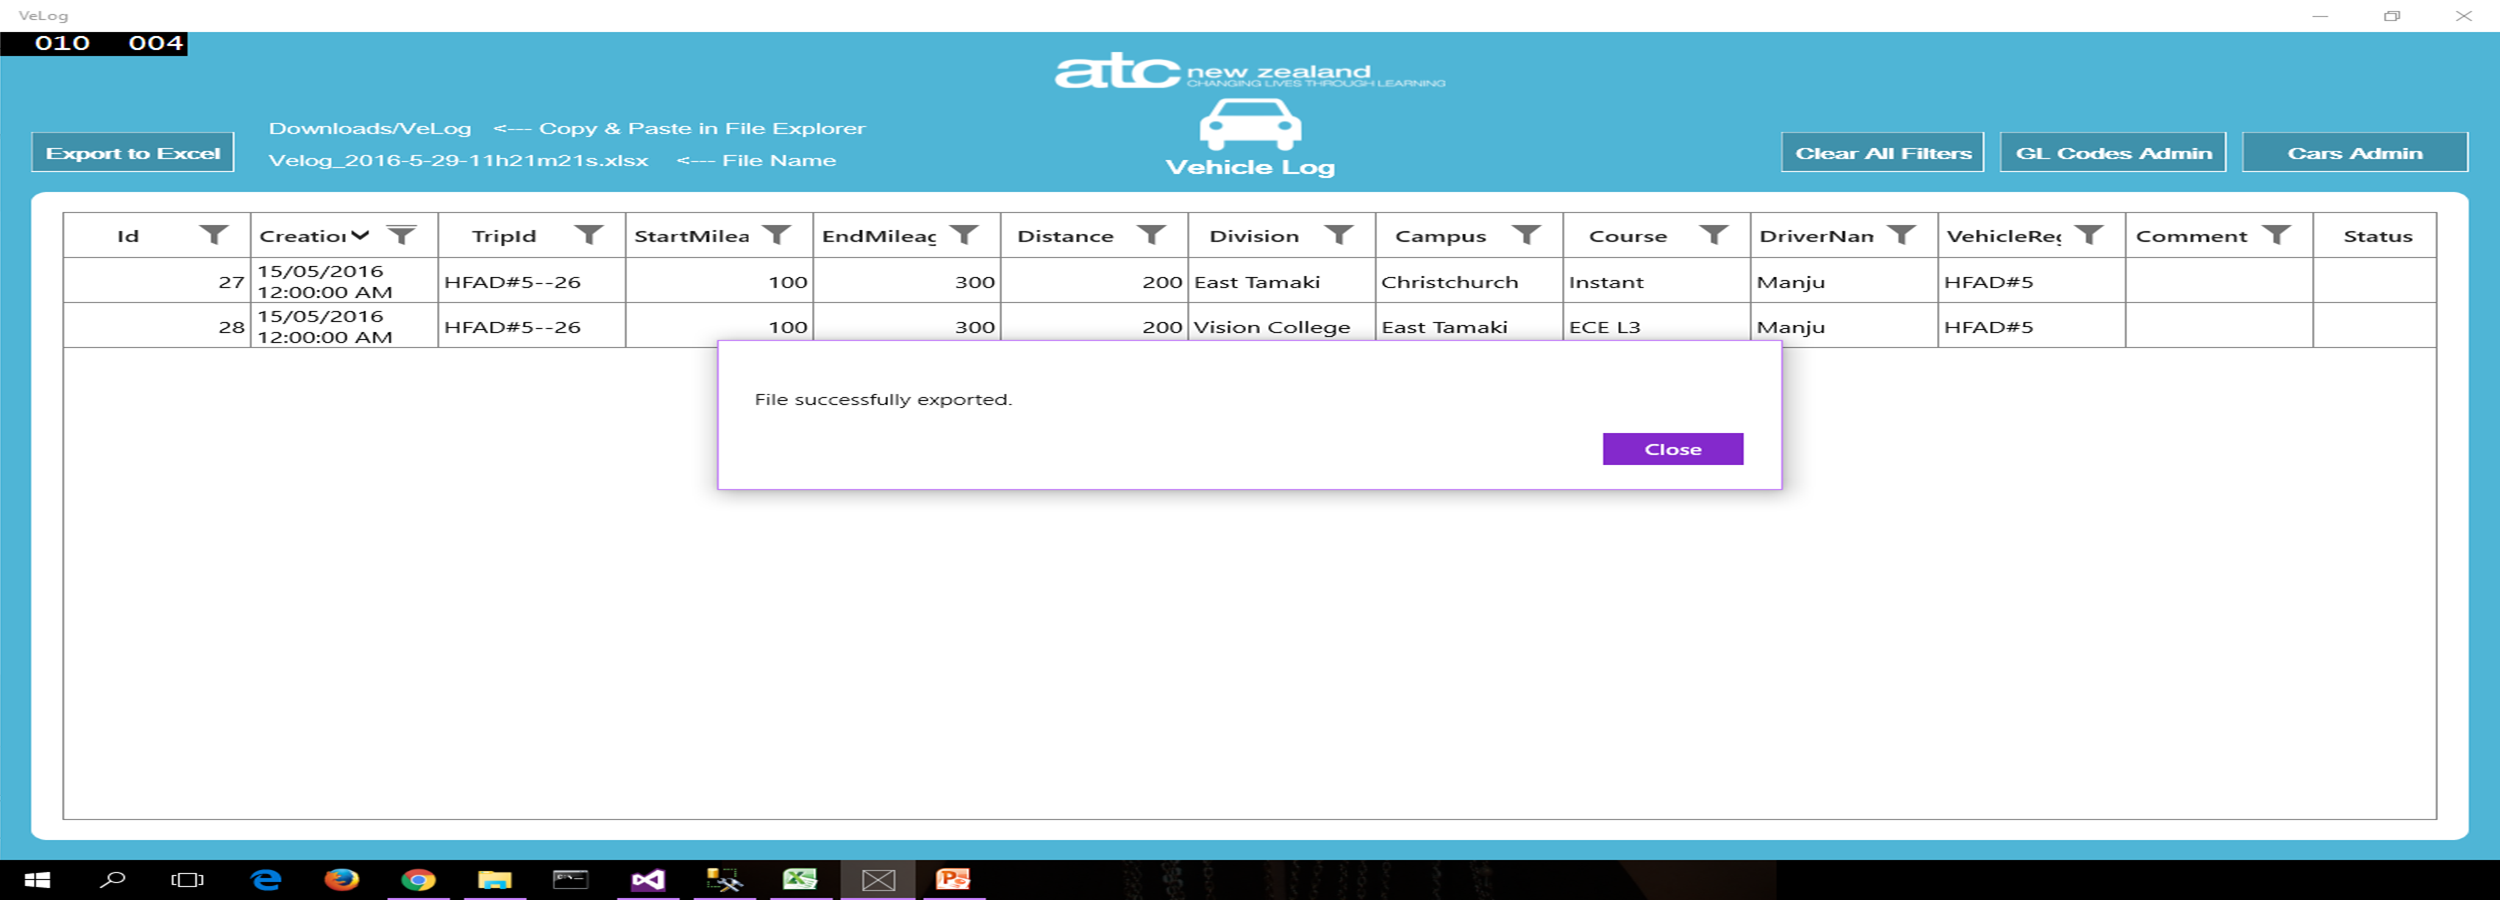 VeLog
010 004
atc new zealand
CHANGING LIVES THROUGH LEARNING
Downloads/VeLog <--- Copy & Paste in File Explorer
Export to Excel
Velog_2016-5-29-11h21m21s.xlsx <--- File Name
Vehicle Log
Clear All Filters GL Codes Admin Cars Admin
Id Creation TripId StartMilea EndMileag Distance Division Campus Course DriverNan VehicleReg Comment Status
27 15/05/2016 12:00:00 AM HFAD#5--26 100 300 200 East Tamaki Christchurch Instant Manju HFAD#5
28 15/05/2016 12:00:00 AM HFAD#5--26 100 300 200 Vision College East Tamaki ECE L3 Manju HFAD#5
File successfully exported.
Close